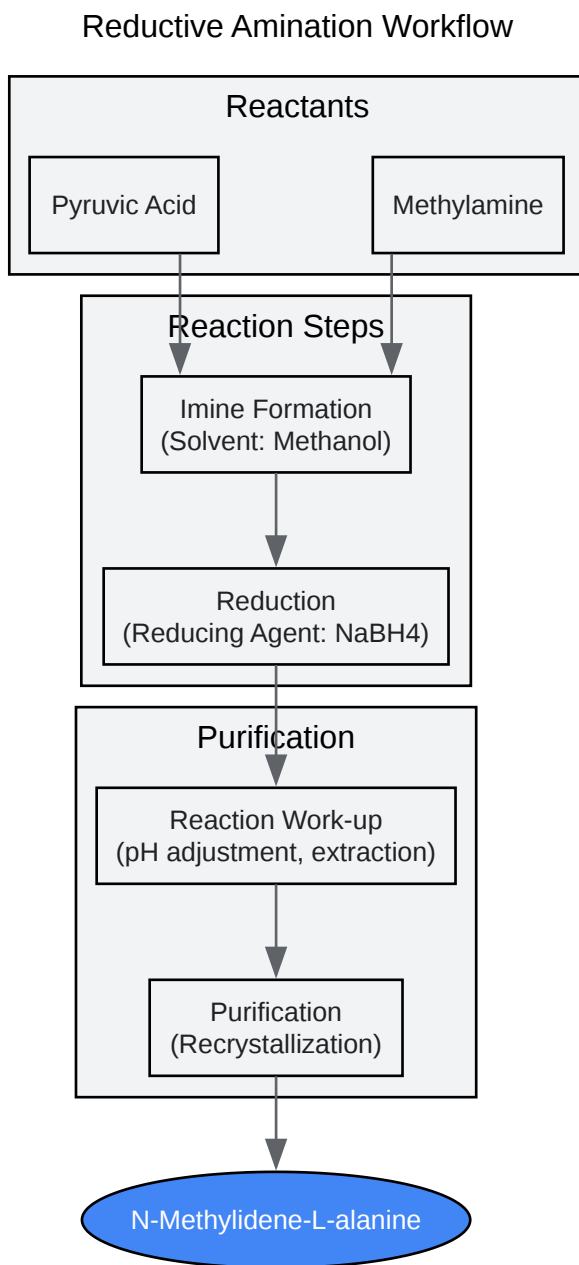 Reductive Amination Workflow
Reactants
Pyruvic Acid
Methylamine
Reaction Steps
Imine Formation
(Solvent: Methanol)
Reduction
(Reducing Agent: NaBH4)
Purification
Reaction Work-up
(pH adjustment, extraction)
Purification
(Recrystallization)
N-Methylidene-L-alanine